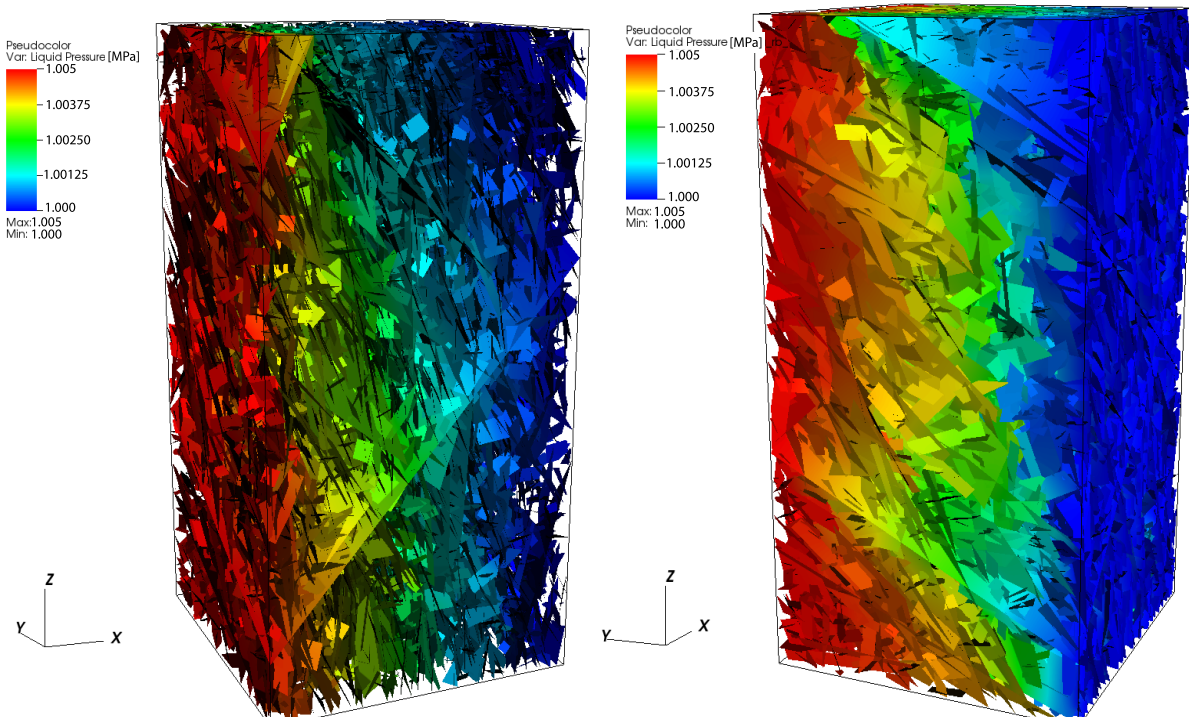 Pseudocolor
Var: Liquid Pressure [MPa]
1.005
1.00375
1.00250
1.00125
1.000
Max:1.005
Min: 1.000
Z
Y
X
Pseudocolor
Var: Liquid Pressure [MPa]
1.005
1.00375
1.00250
1.00125
1.000
Max:1.005
Min: 1.000
Z
Y
X